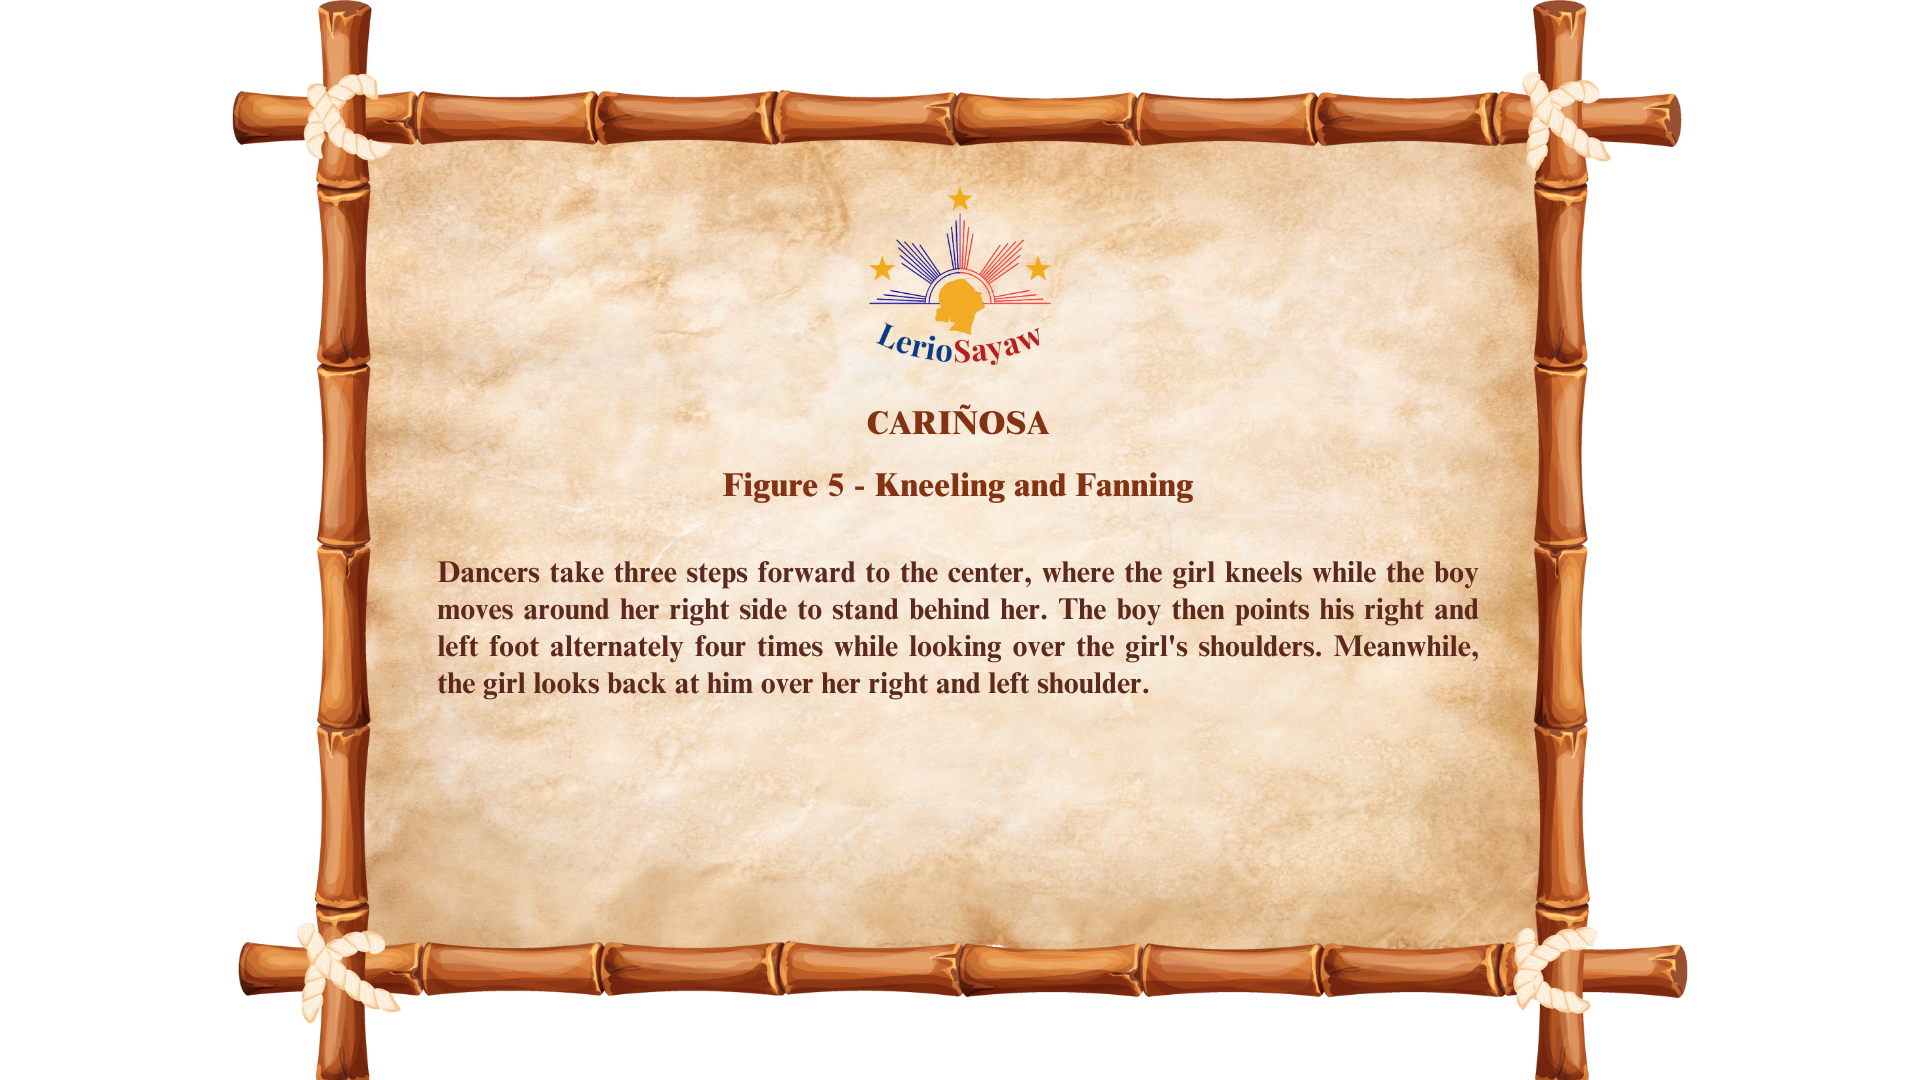 LerioSayaw
CARIÑOSA
Figure 5 - Kneeling and Fanning
Dancers take three steps forward to the center, where the girl kneels while the boy
moves around her right side to stand behind her. The boy then points his right and
left foot alternately four times while looking over the girl's shoulders. Meanwhile,
the girl looks back at him over her right and left shoulder.